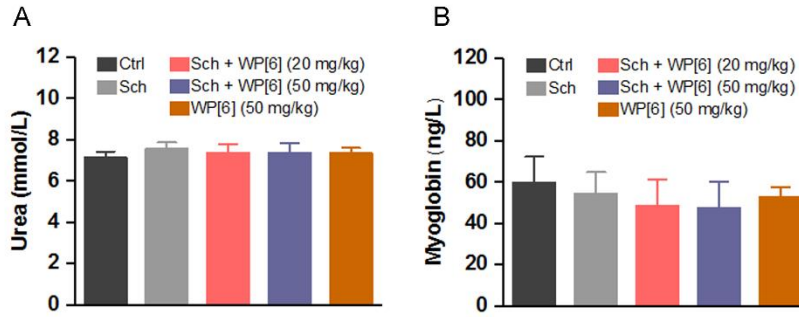 A
Urea (mmol/L)
12
10
8
6
4
2
0
Ctrl
Sch
Sch + WP[6] (20 mg/kg)
Sch + WP[6] (50 mg/kg)
WP[6] (50 mg/kg)
B
Myoglobin (ng/L)
120
100
80
60
40
20
0
Ctrl
Sch
Sch + WP[6] (20 mg/kg)
Sch + WP[6] (50 mg/kg)
WP[6] (50 mg/kg)